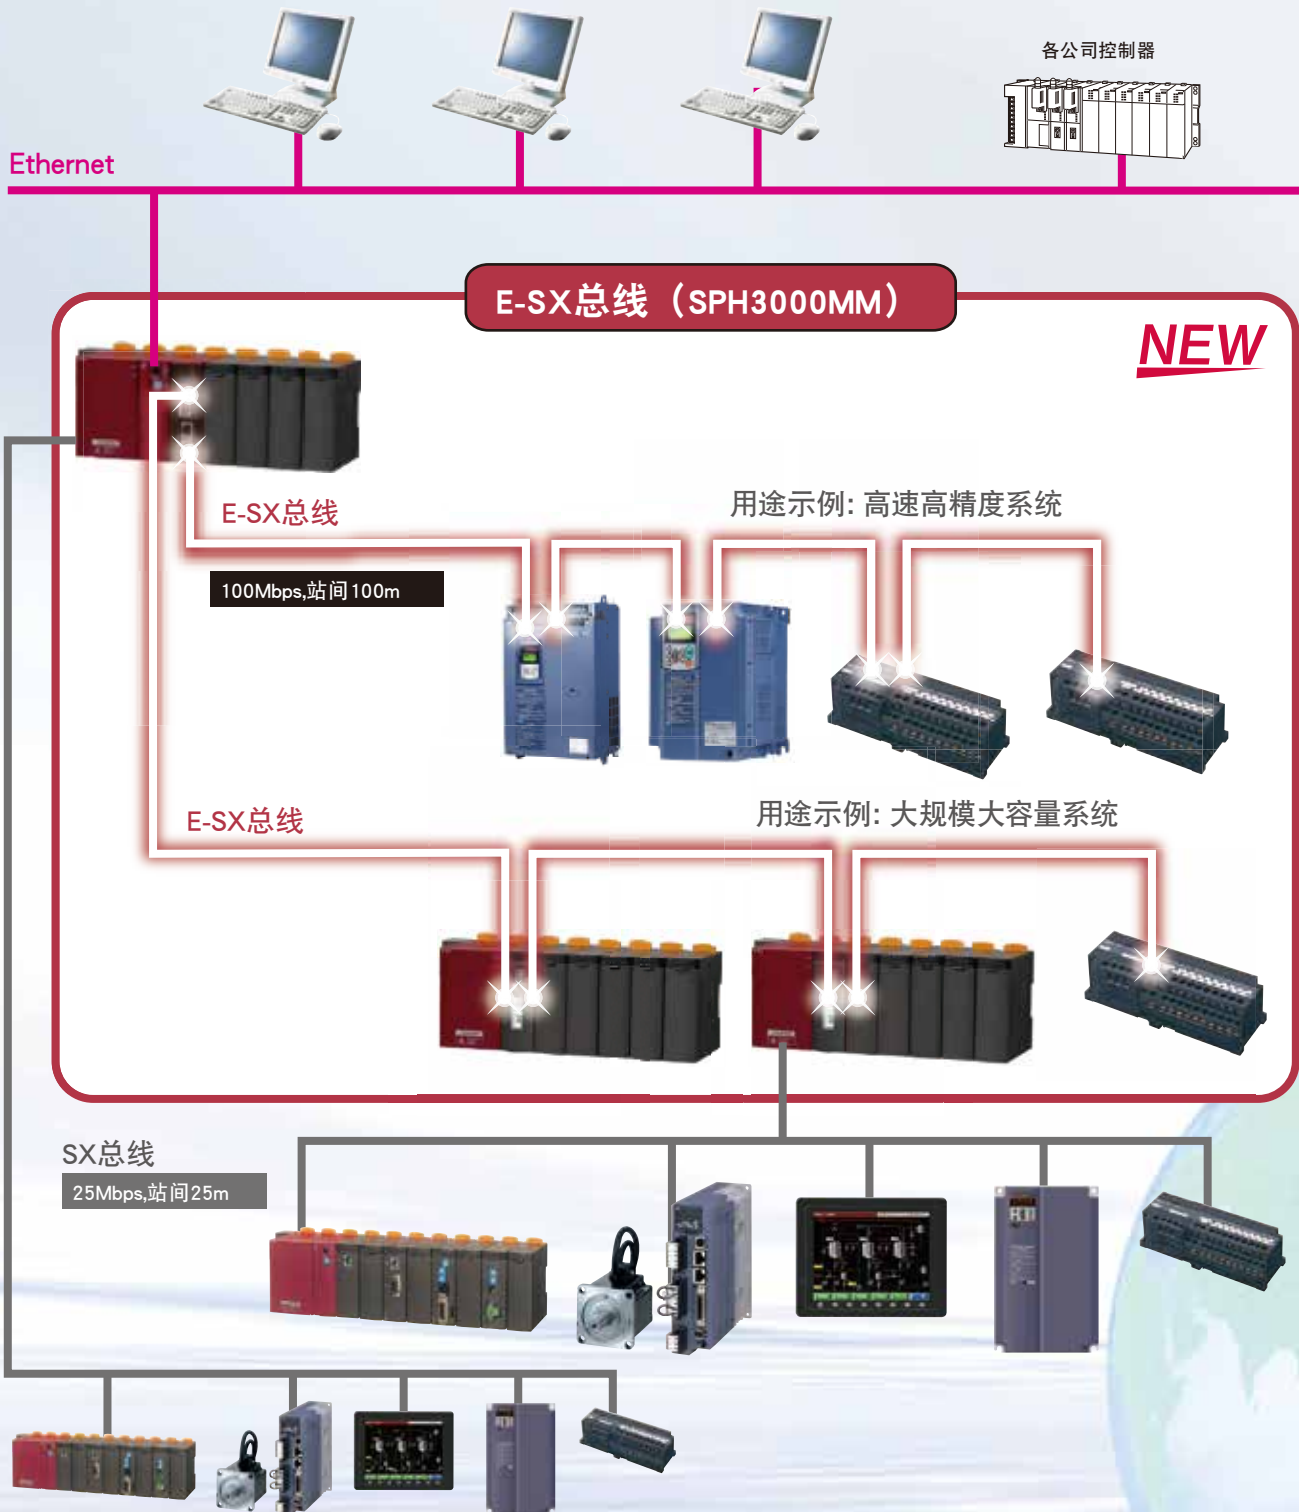 各公司控制器
Ethernet
E-SX总线（SPH3000MM）
NEW
E-SX总线
用途示例: 高速高精度系统
100Mbps,站间100m
E-SX总线
用途示例: 大规模大容量系统
SX总线
25Mbps,站间25m